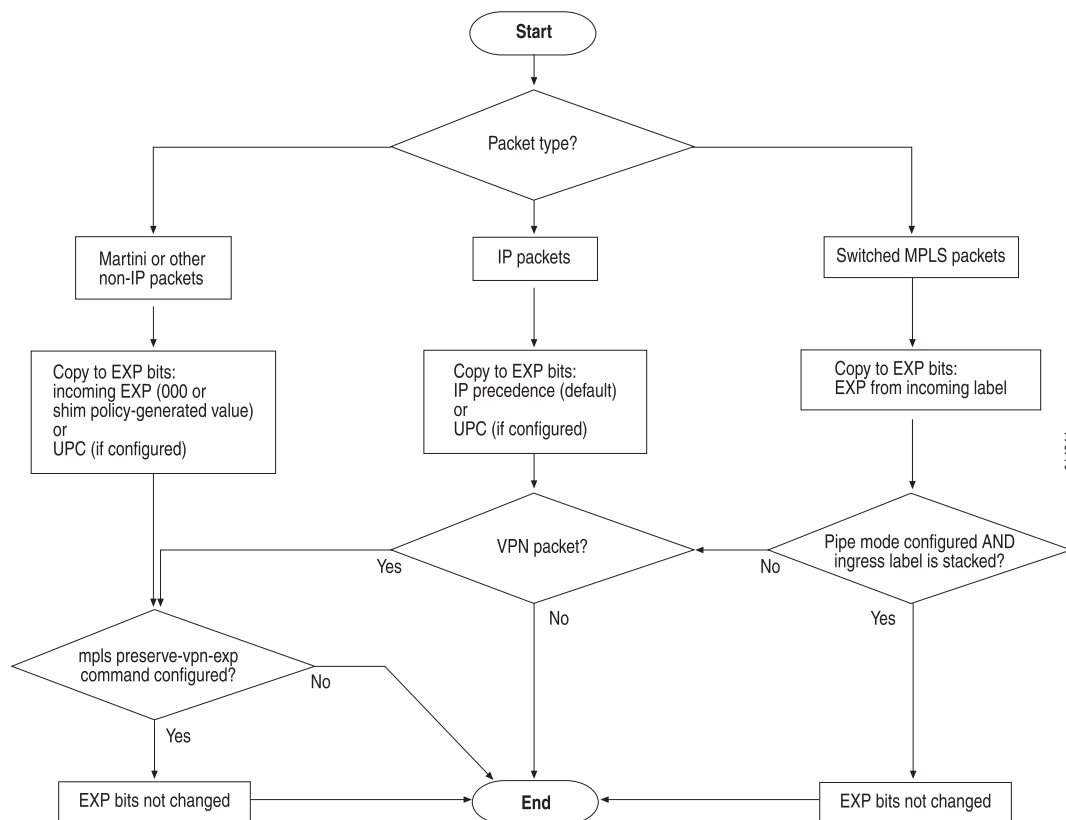 Start
Packet type?
Martini or other
non-IP packets
IP packets
Switched MPLS packets
Copy to EXP bits:
incoming EXP (000 or
shim policy-generated value)
or
UPC (if configured)
Copy to EXP bits:
IP precedence (default)
or
UPC (if configured)
Copy to EXP bits:
EXP from incoming label
VPN packet?
Yes
No
Pipe mode configured AND
ingress label is stacked?
No
Yes
mpls preserve-vpn-exp
command configured?
No
Yes
EXP bits not changed
End
EXP bits not changed